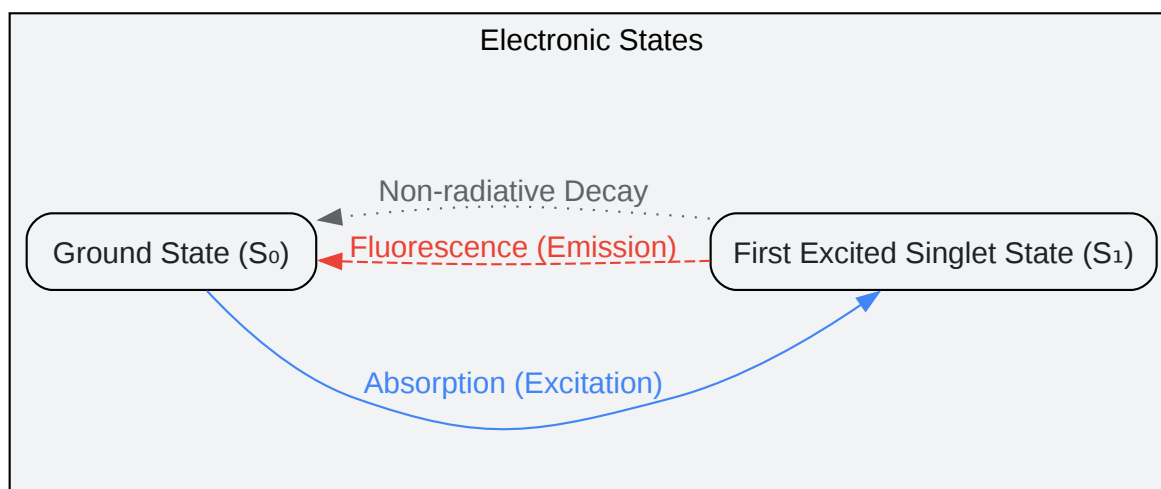 Electronic States
Non-radiative Decay
Ground State (S₀)
Fluorescence (Emission)
First Excited Singlet State (S₁)
Absorption (Excitation)